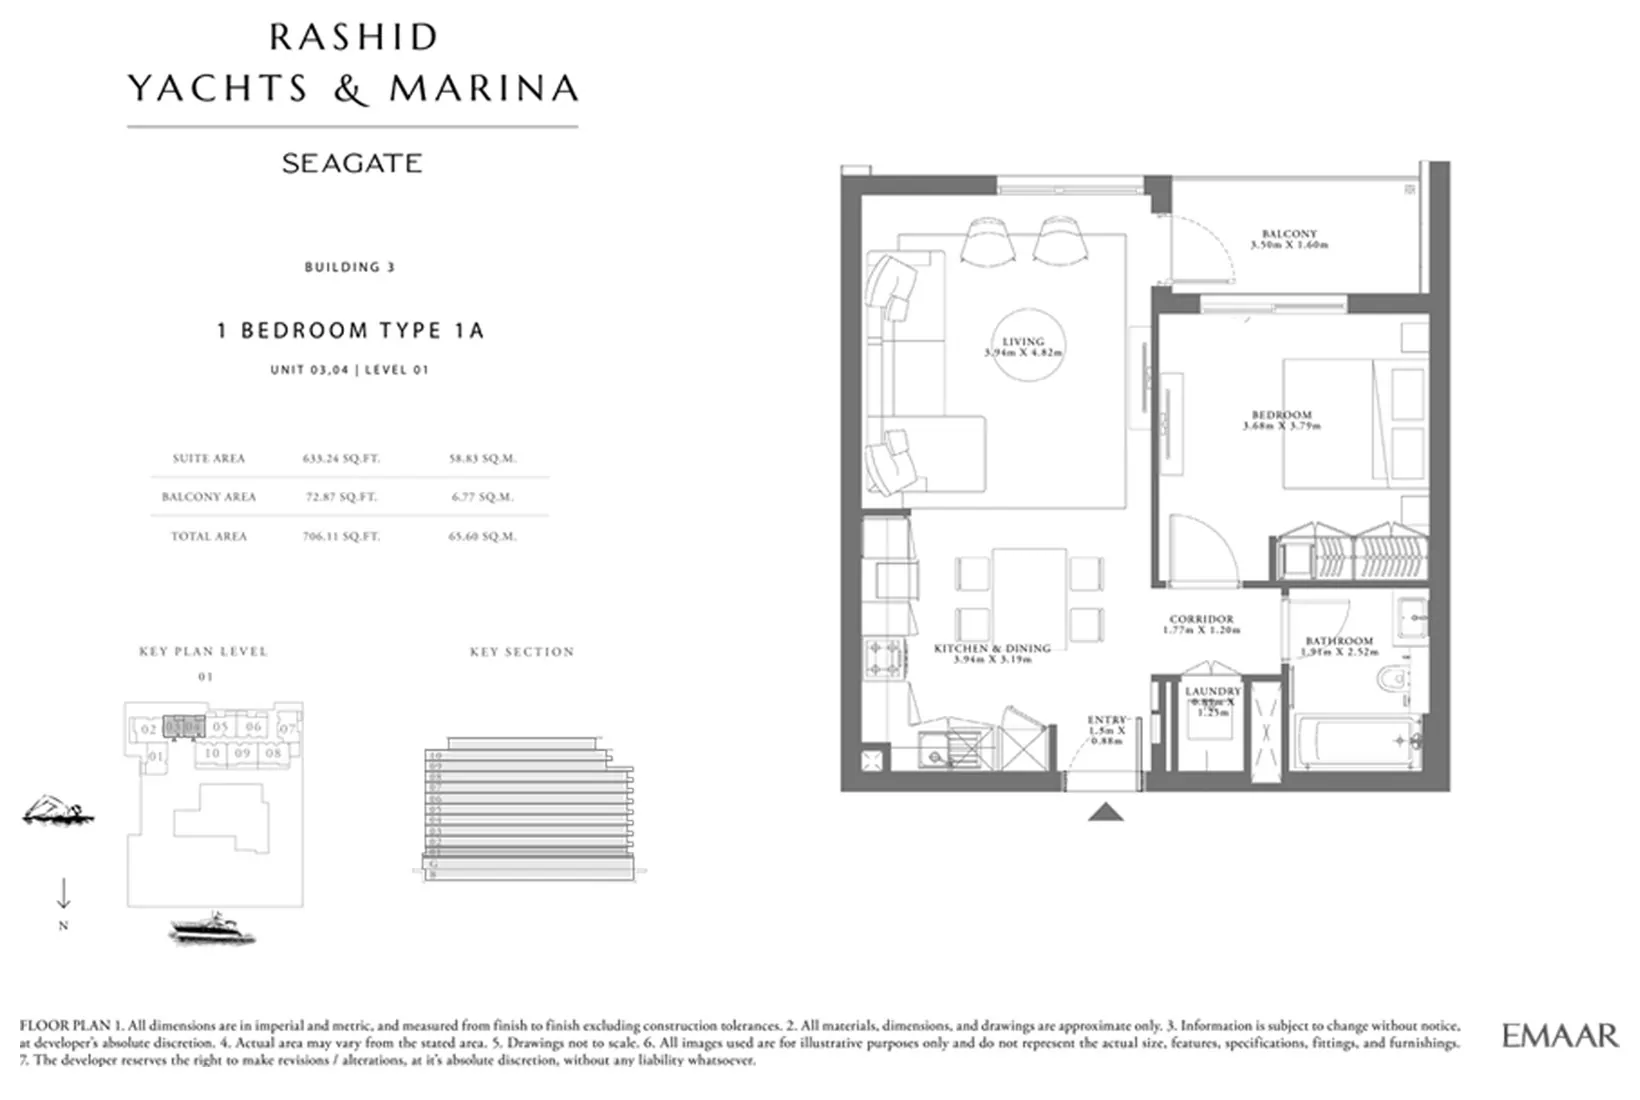 RASHID
YACHTS & MARINA
SEAGATE
BUILDING 3
1 BEDROOM TYPE 1A
UNIT 03,04 | LEVEL 01
SUITE AREA 633.24 SQ.FT. 58.83 SQ.M.
BALCONY AREA 72.87 SQ.FT. 6.77 SQ.M.
TOTAL AREA 706.11 SQ.FT. 65.60 SQ.M.
KEY PLAN LEVEL
01
02 03 04 05 06 07
01 10 09 08
N
KEY SECTION
10
09
08
07
06
05
04
03
02
01
G
B
BALCONY
3.50m X 1.60m
LIVING
3.94m X 4.82m
BEDROOM
3.68m X 3.79m
CORRIDOR
1.77m X 1.20m
BATHROOM
1.91m X 2.52m
KITCHEN & DINING
3.94m X 3.19m
LAUNDRY
X
1.25m
ENTRY
1.5m X
0.88m
FLOOR PLAN 1. All dimensions are in imperial and metric, and measured from finish to finish excluding construction tolerances. 2. All materials, dimensions, and drawings are approximate only. 3. Information is subject to change without notice,
at developer's absolute discretion. 4. Actual area may vary from the stated area. 5. Drawings not to scale. 6. All images used are for illustrative purposes only and do not represent the actual size, features, specifications, fittings, and furnishings.
7. The developer reserves the right to make revisions / alterations, at it's absolute discretion, without any liability whatsoever.
EMAAR